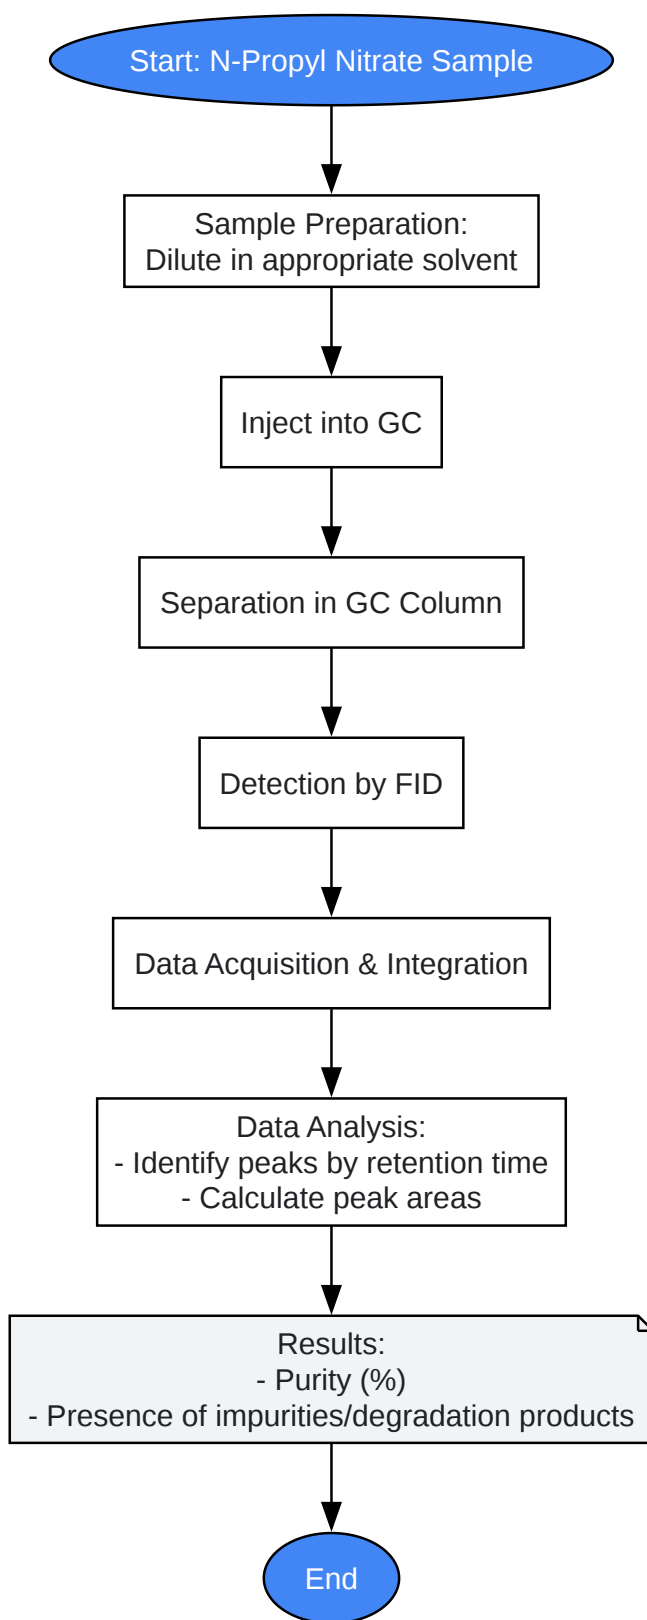 Start: N-Propyl Nitrate Sample
Sample Preparation:
Dilute in appropriate solvent
Inject into GC
Separation in GC Column
Detection by FID
Data Acquisition & Integration
Data Analysis:
- Identify peaks by retention time
- Calculate peak areas
Results:
- Purity (%)
- Presence of impurities/degradation products
End